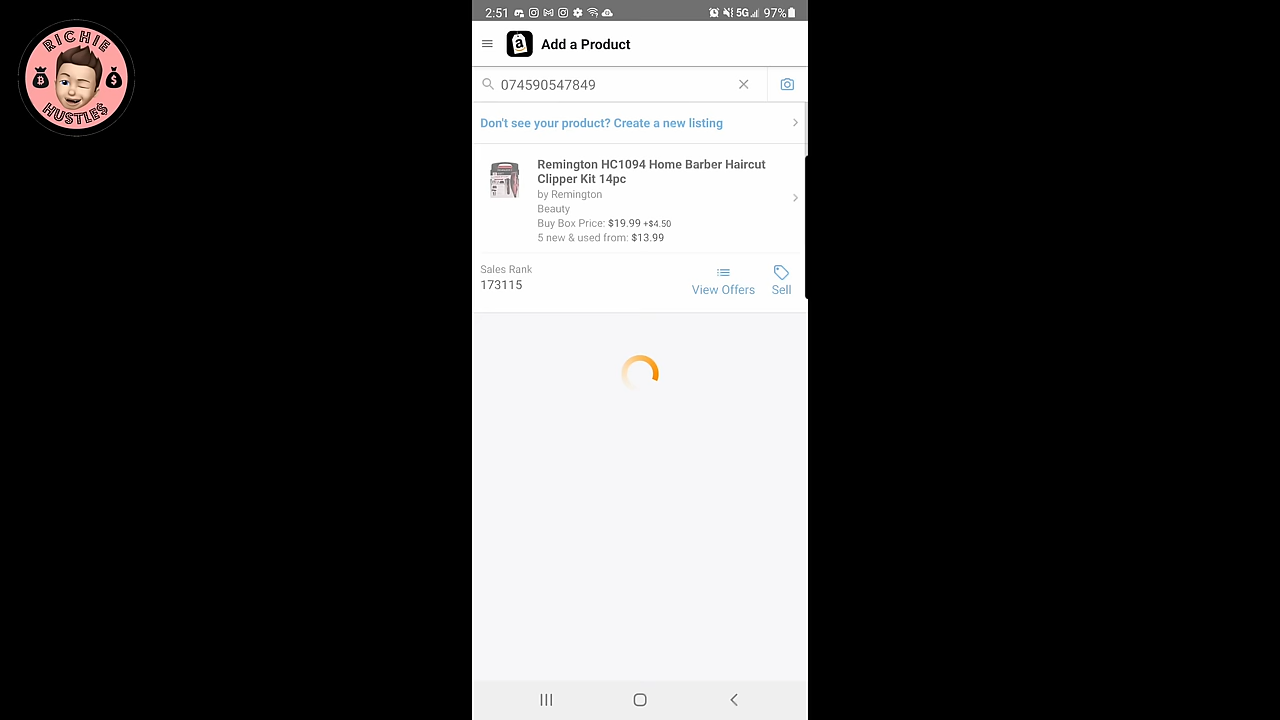 RICHIE
HUSTLES
2:51
5G
97%
Add a Product
074590547849
Don't see your product? Create a new listing
Remington HC1094 Home Barber Haircut
Clipper Kit 14pc
by Remington
Beauty
Buy Box Price: $19.99 +$4.50
5 new & used from: $13.99
Sales Rank
173115
View Offers
Sell